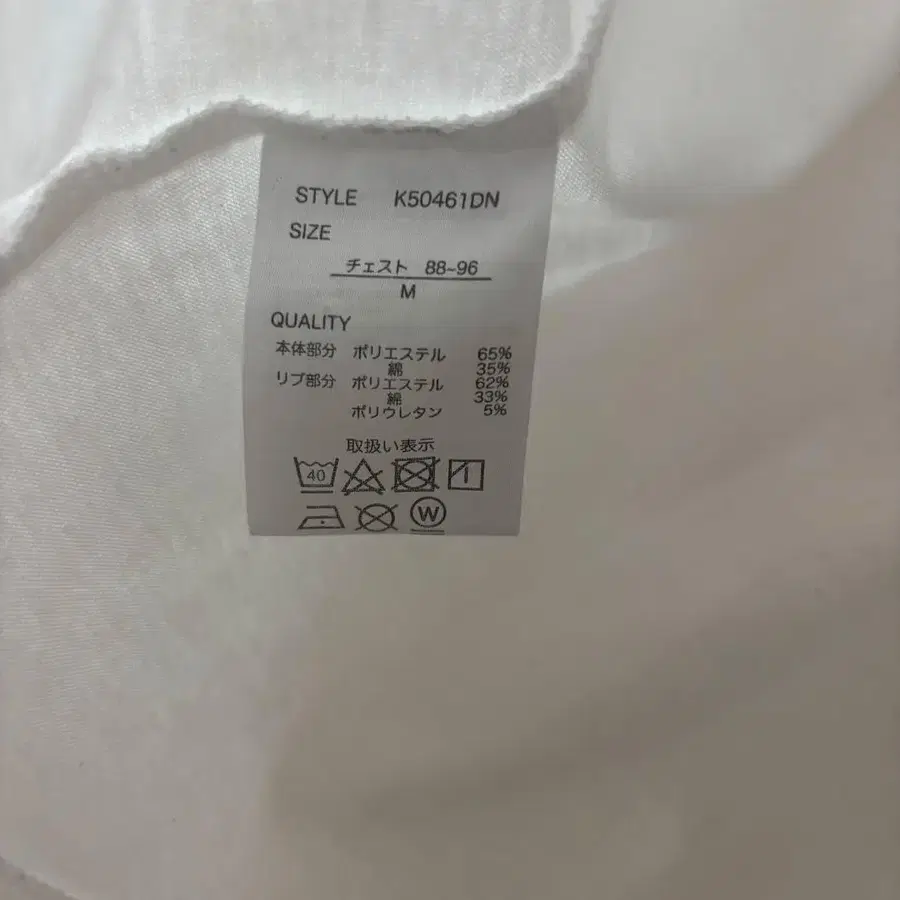 STYLE K50461DN
SIZE
チェスト 88~96
M
QUALITY
本体部分 ポリエステル 65%
綿 35%
リブ部分 ポリエステル 62%
綿 33%
ポリウレタン 5%
取扱い表示
40
W